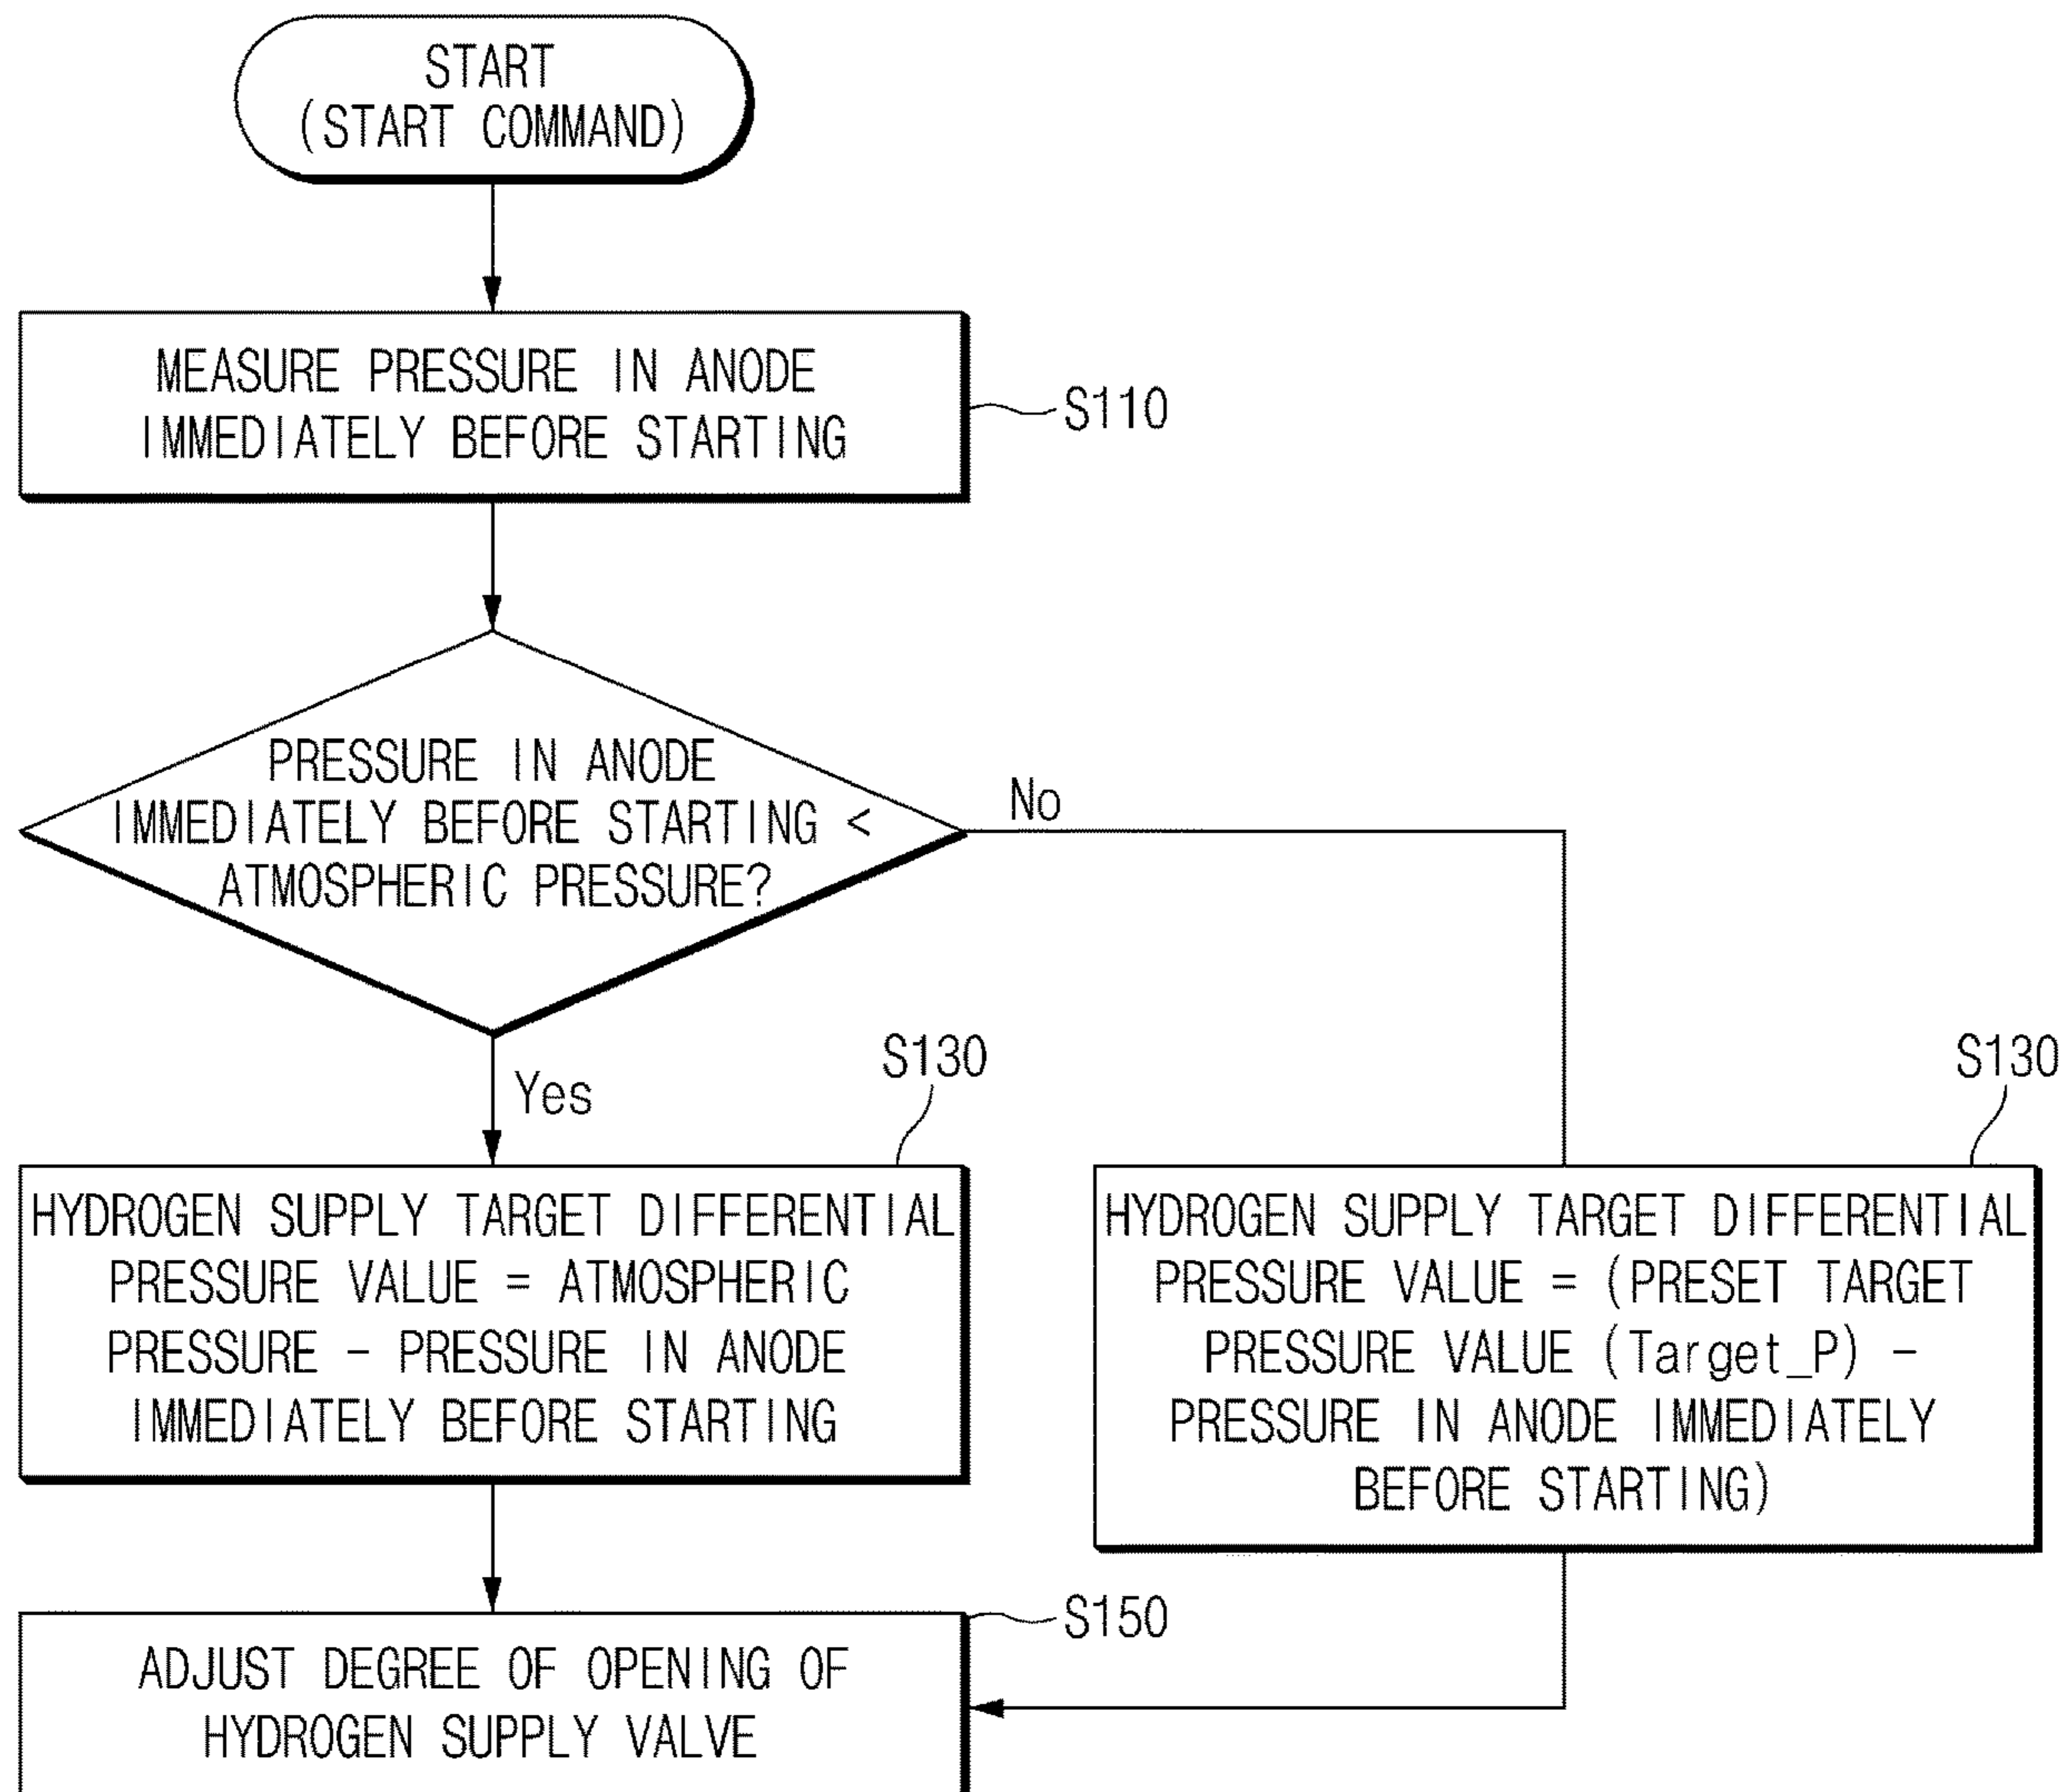 START
(START COMMAND)
MEASURE PRESSURE IN ANODE
IMMEDIATELY BEFORE STARTING
S110
PRESSURE IN ANODE
IMMEDIATELY BEFORE STARTING <
ATMOSPHERIC PRESSURE?
No
Yes
S130
HYDROGEN SUPPLY TARGET DIFFERENTIAL
PRESSURE VALUE = ATMOSPHERIC
PRESSURE – PRESSURE IN ANODE
IMMEDIATELY BEFORE STARTING
S130
HYDROGEN SUPPLY TARGET DIFFERENTIAL
PRESSURE VALUE = (PRESET TARGET
PRESSURE VALUE (Target_P) –
PRESSURE IN ANODE IMMEDIATELY
BEFORE STARTING)
S150
ADJUST DEGREE OF OPENING OF
HYDROGEN SUPPLY VALVE